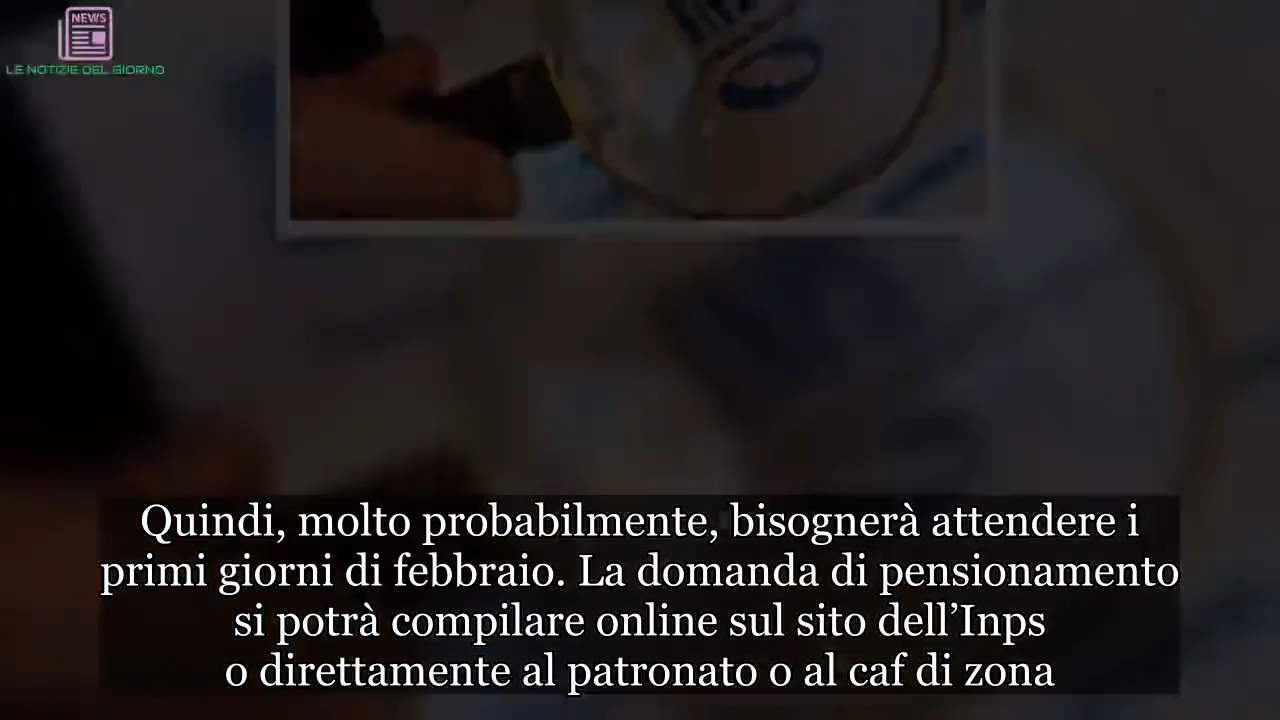 NEWS
LE NOTIZIE DEL GIORNO
Quindi, molto probabilmente, bisognerà attendere i
primi giorni di febbraio. La domanda di pensionamento
si potrà compilare online sul sito dell’Inps
o direttamente al patronato o al caf di zona